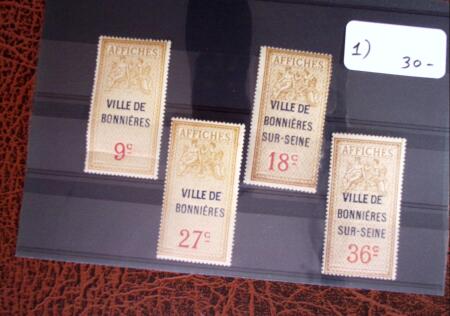 1)
30-
AFFICHES
VILLE DE
BONNIÈRES
9c
AFFICHES
VILLE DE
BONNIÈRES
27c
AFFICHES
VILLE DE
BONNIÈRES
SUR-SEINE
18c
AFFICHES
VILLE DE
BONNIÈRES
SUR-SEINE
36c